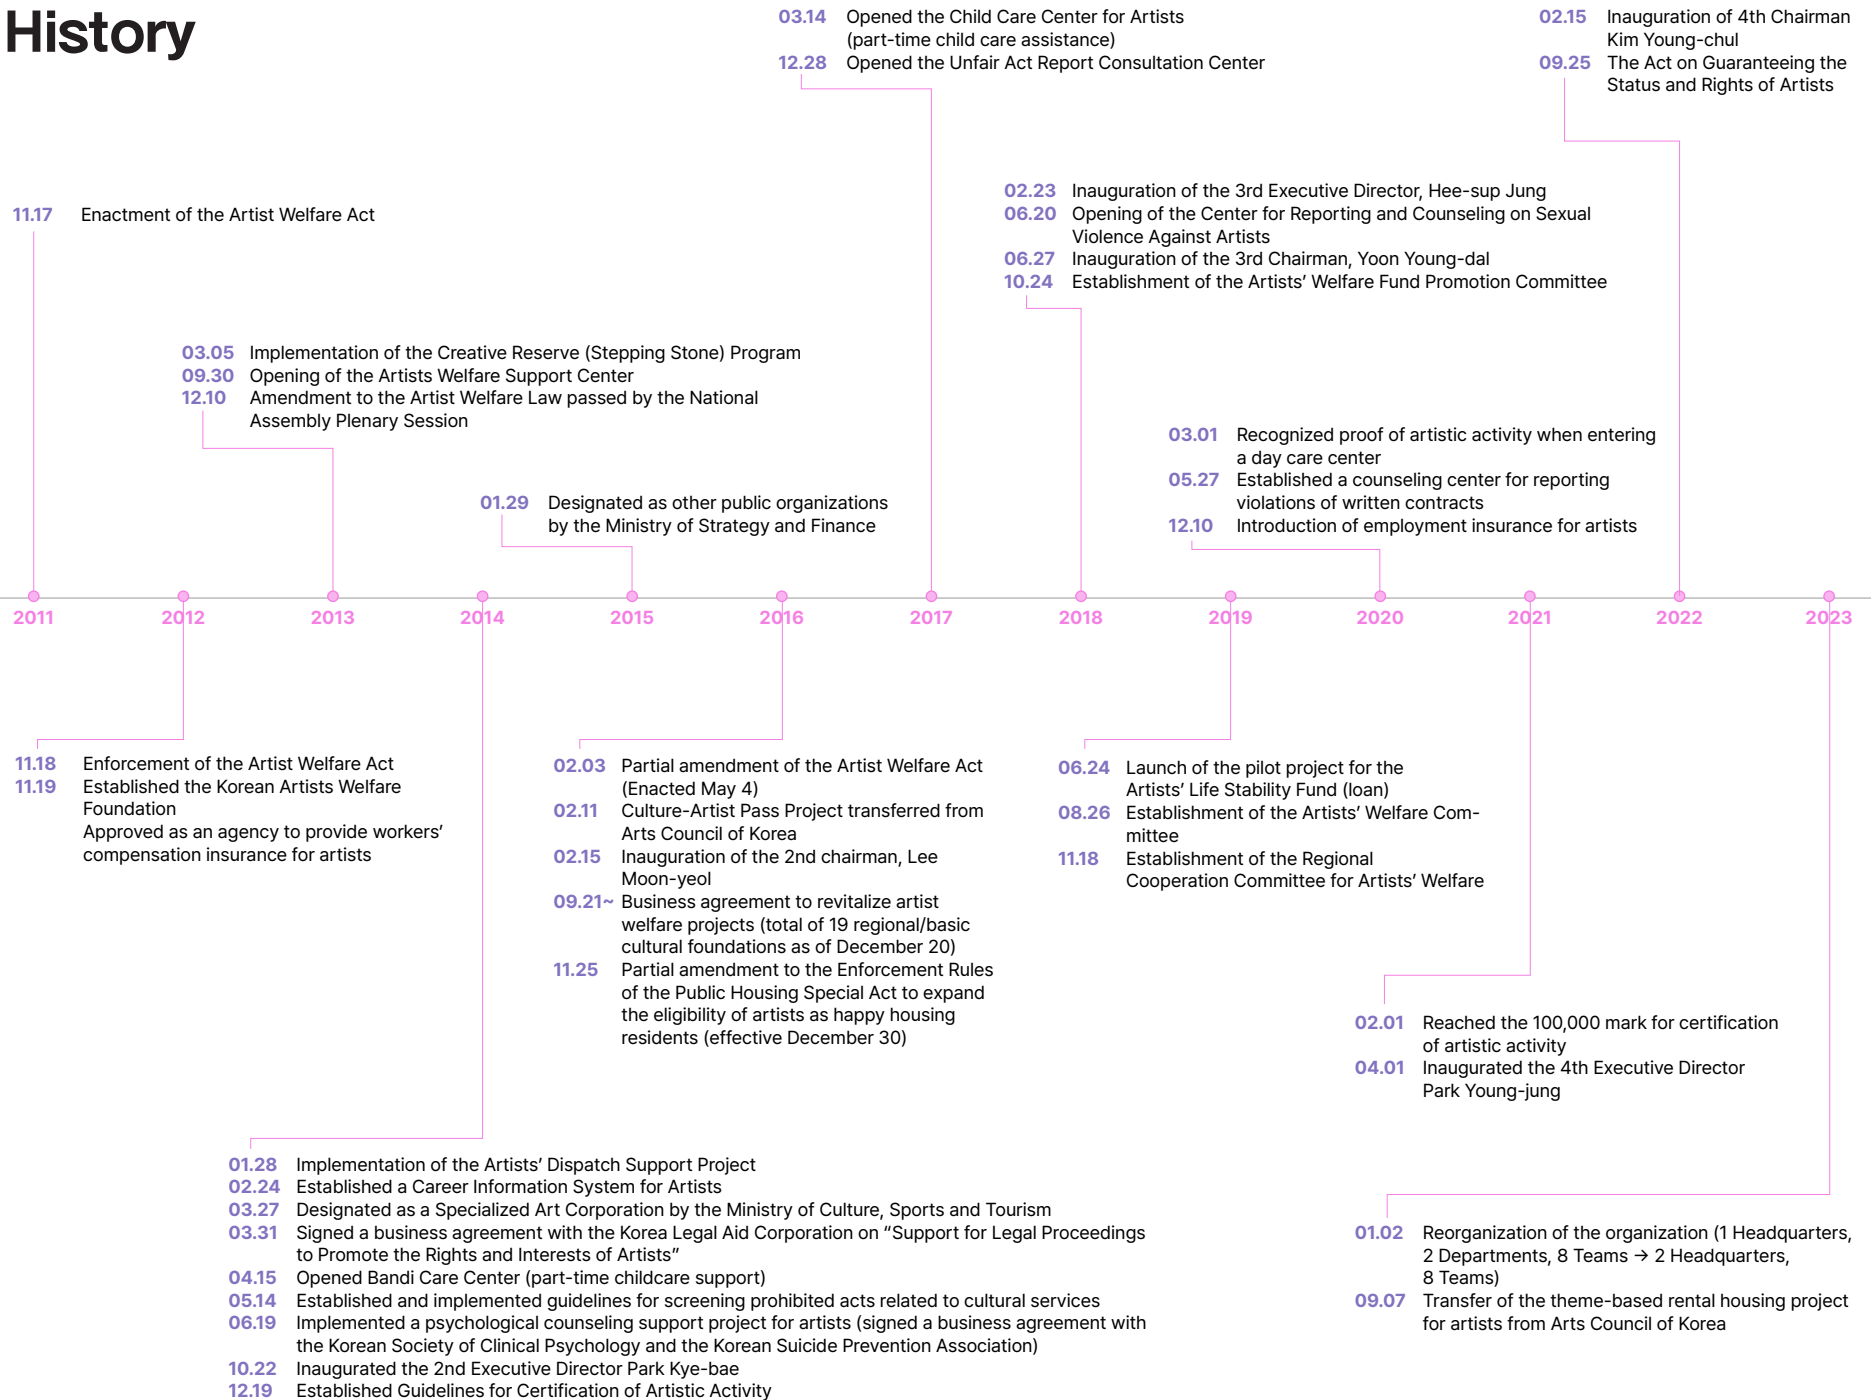 History
03.14 Opened the Child Care Center for Artists
(part-time child care assistance)
12.28 Opened the Unfair Act Report Consultation Center
02.15 Inauguration of 4th Chairman
Kim Young-chul
09.25 The Act on Guaranteeing the
Status and Rights of Artists
11.17 Enactment of the Artist Welfare Act
02.23 Inauguration of the 3rd Executive Director, Hee-sup Jung
06.20 Opening of the Center for Reporting and Counseling on Sexual
Violence Against Artists
06.27 Inauguration of the 3rd Chairman, Yoon Young-dal
10.24 Establishment of the Artists’ Welfare Fund Promotion Committee
03.05 Implementation of the Creative Reserve (Stepping Stone) Program
09.30 Opening of the Artists Welfare Support Center
12.10 Amendment to the Artist Welfare Law passed by the National
Assembly Plenary Session
01.29 Designated as other public organizations
by the Ministry of Strategy and Finance
03.01 Recognized proof of artistic activity when entering
a day care center
05.27 Established a counseling center for reporting
violations of written contracts
12.10 Introduction of employment insurance for artists
2011 2012 2013 2014 2015 2016 2017 2018 2019 2020 2021 2022 2023
11.18 Enforcement of the Artist Welfare Act
11.19 Established the Korean Artists Welfare
Foundation
Approved as an agency to provide workers’
compensation insurance for artists
02.03 Partial amendment of the Artist Welfare Act
(Enacted May 4)
02.11 Culture-Artist Pass Project transferred from
Arts Council of Korea
02.15 Inauguration of the 2nd chairman, Lee
Moon-yeol
09.21~ Business agreement to revitalize artist
welfare projects (total of 19 regional/basic
cultural foundations as of December 20)
11.25 Partial amendment to the Enforcement Rules
of the Public Housing Special Act to expand
the eligibility of artists as happy housing
residents (effective December 30)
06.24 Launch of the pilot project for the
Artists’ Life Stability Fund (loan)
08.26 Establishment of the Artists’ Welfare Com-
mittee
11.18 Establishment of the Regional
Cooperation Committee for Artists’ Welfare
02.01 Reached the 100,000 mark for certification
of artistic activity
04.01 Inaugurated the 4th Executive Director
Park Young-jung
01.28 Implementation of the Artists’ Dispatch Support Project
02.24 Established a Career Information System for Artists
03.27 Designated as a Specialized Art Corporation by the Ministry of Culture, Sports and Tourism
03.31 Signed a business agreement with the Korea Legal Aid Corporation on “Support for Legal Proceedings
to Promote the Rights and Interests of Artists”
04.15 Opened Bandi Care Center (part-time childcare support)
05.14 Established and implemented guidelines for screening prohibited acts related to cultural services
06.19 Implemented a psychological counseling support project for artists (signed a business agreement with
the Korean Society of Clinical Psychology and the Korean Suicide Prevention Association)
10.22 Inaugurated the 2nd Executive Director Park Kye-bae
12.19 Established Guidelines for Certification of Artistic Activity
01.02 Reorganization of the organization (1 Headquarters,
2 Departments, 8 Teams → 2 Headquarters,
8 Teams)
09.07 Transfer of the theme-based rental housing project
for artists from Arts Council of Korea